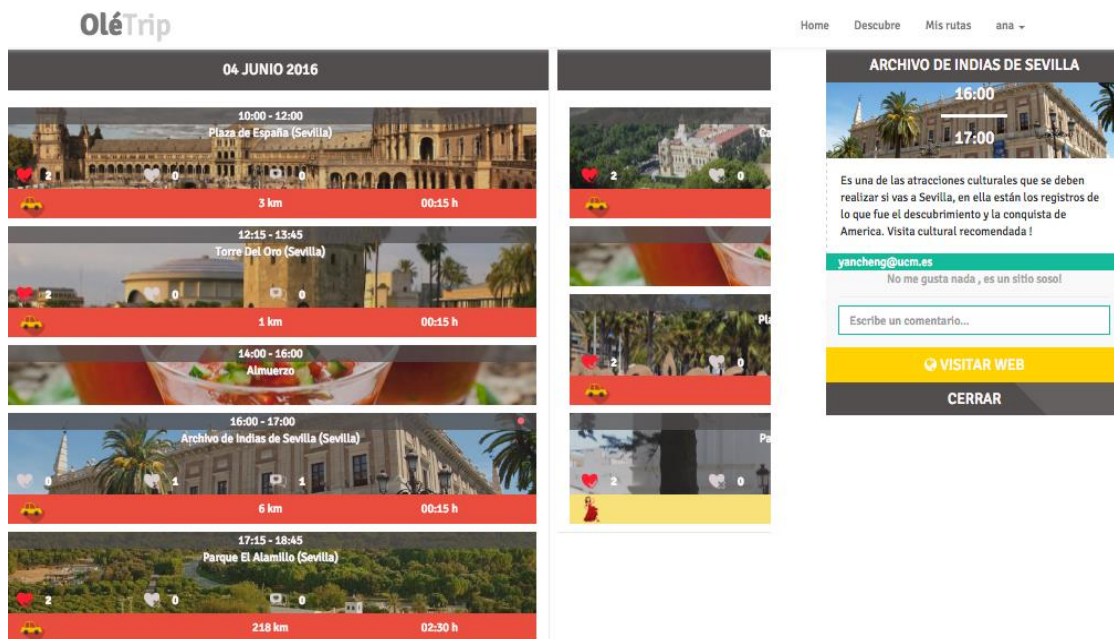 OléTrip
Home Descubre Mis rutas ana
04 JUNIO 2016
10:00 - 12:00
Plaza de España (Sevilla)
2 0 0
3 km 00:15 h
12:15 - 13:45
Torre Del Oro (Sevilla)
2 0 0
1 km 00:15 h
14:00 - 16:00
Almuerzo
16:00 - 17:00
Archivo de Indias de Sevilla (Sevilla)
0 1 1
6 km 00:15 h
17:15 - 18:45
Parque El Alamillo (Sevilla)
2 0 0
218 km 02:30 h
Ca
2 0
Pla
2 0
Pa
2 0
ARCHIVO DE INDIAS DE SEVILLA
16:00
17:00
Es una de las atracciones culturales que se deben
realizar si vas a Sevilla, en ella están los registros de
lo que fue el descubrimiento y la conquista de
America. Visita cultural recomendada !
yancheng@ucm.es
No me gusta nada , es un sitio soso!
Escribe un comentario...
VISITAR WEB
CERRAR